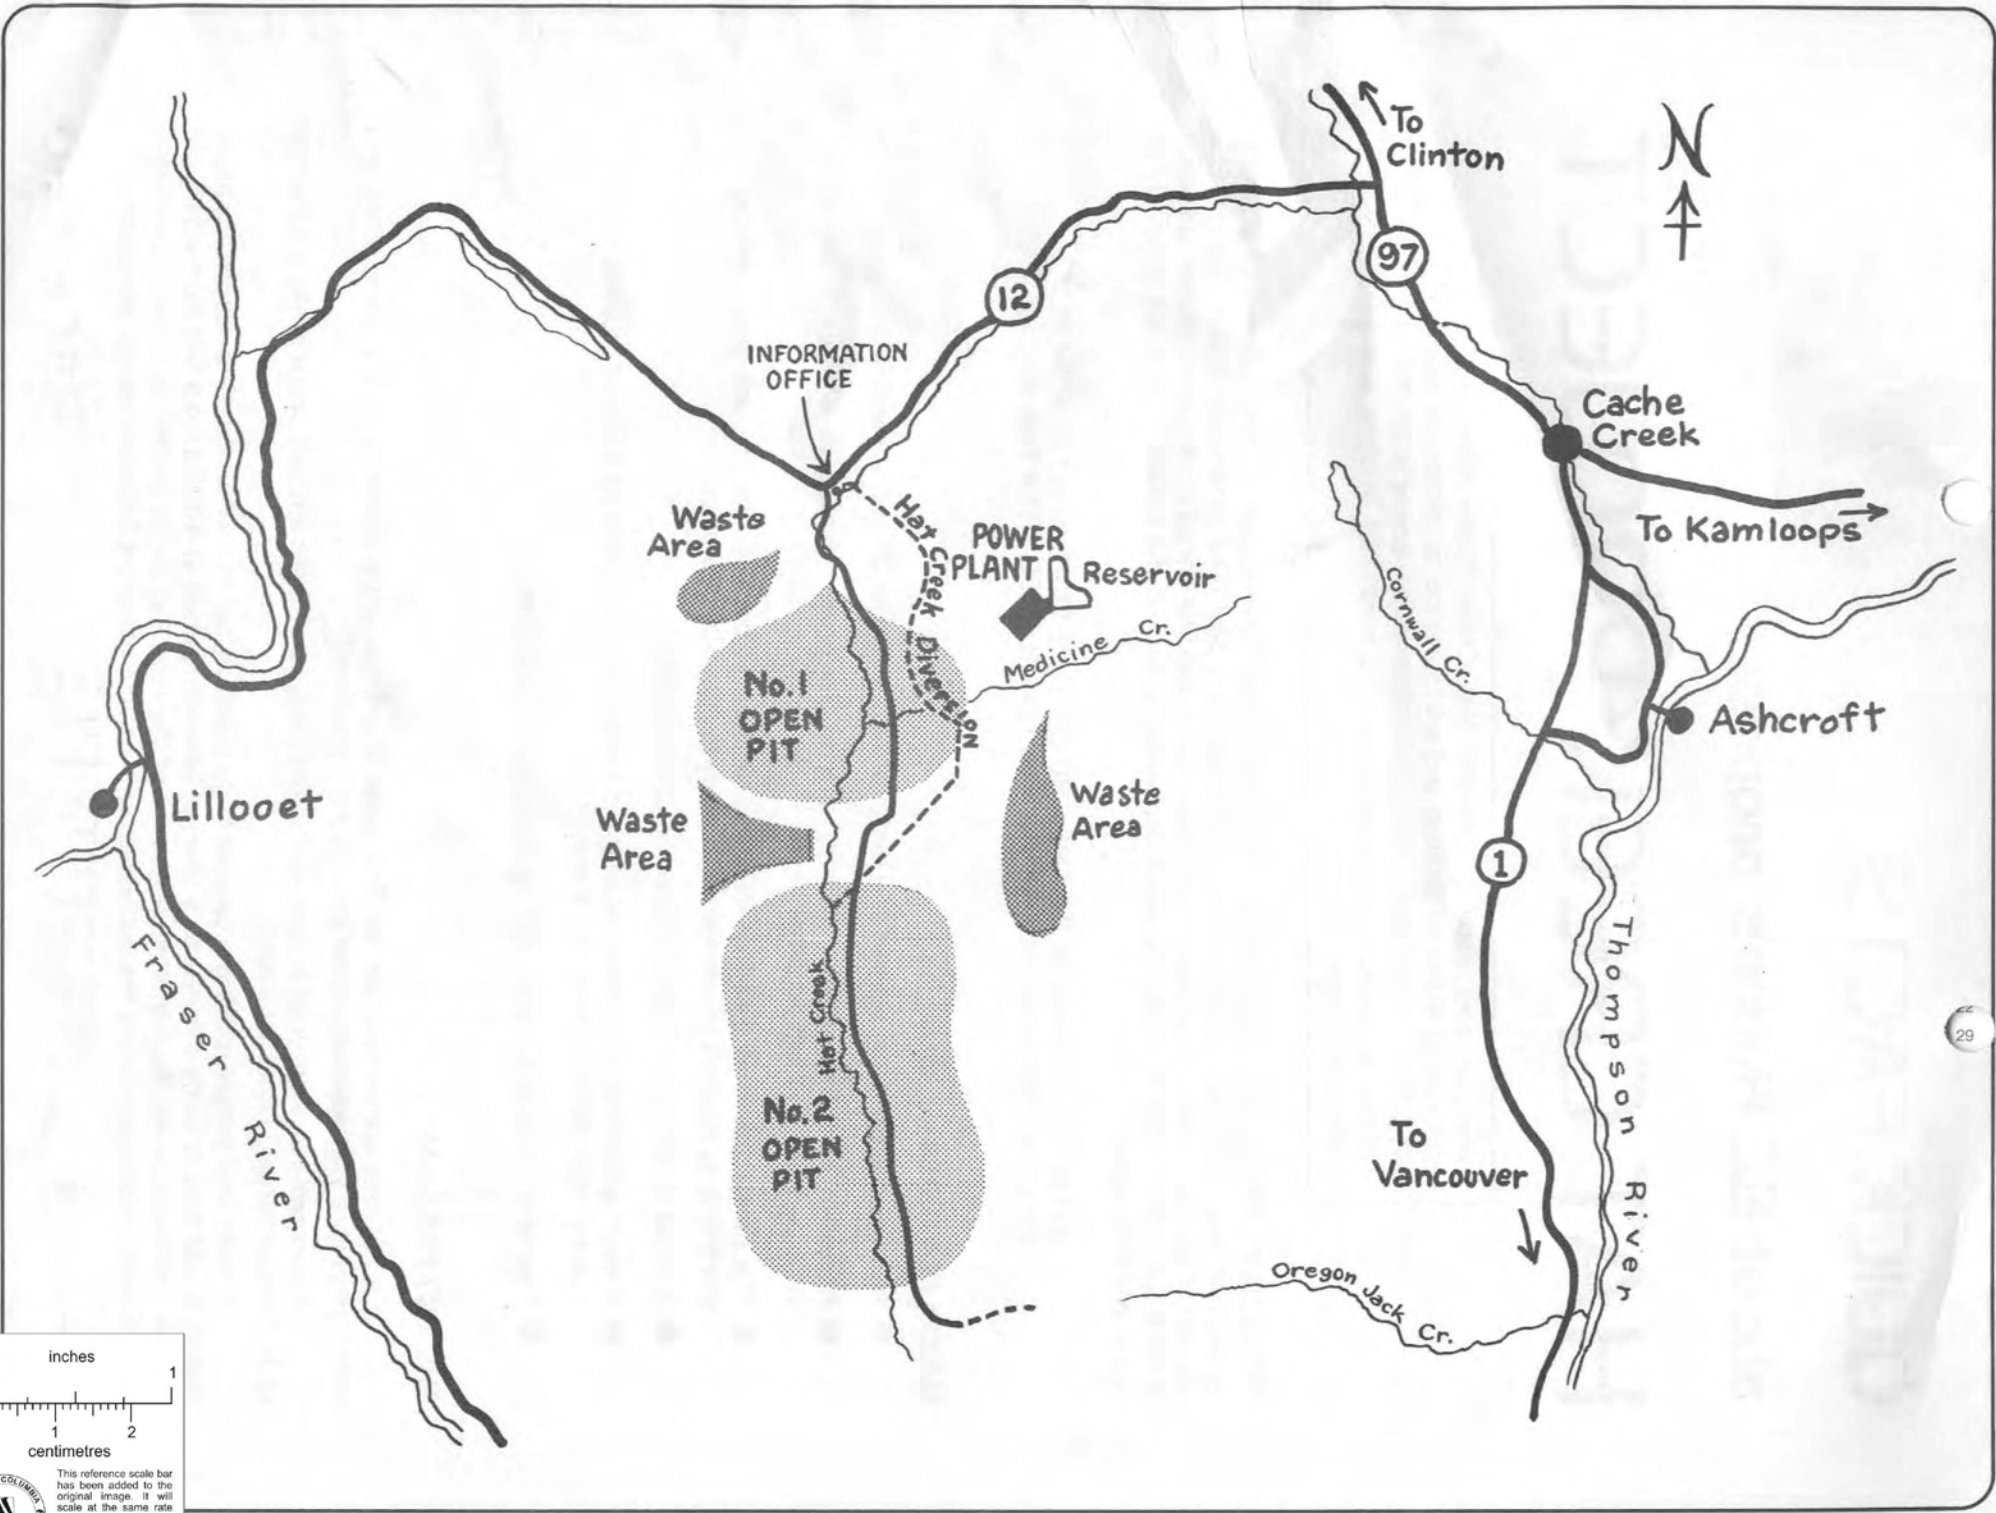 To
Clinton
N
97
12
INFORMATION
OFFICE
Cache
Creek
To Kamloops
Waste
Area
Hat Creek Diversion
POWER
PLANT
Reservoir
Medicine Cr.
Cornwall Cr.
No.1
OPEN
PIT
Ashcroft
Lillooet
Waste
Area
Waste
Area
1
Fraser River
Thompson River
Hat Creek
No.2
OPEN
PIT
To
Vancouver
Oregon Jack Cr.
29
inches
1
1 2
centimetres
This reference scale bar
has been added to the
original image. It will
scale at the same rate
COLUMBIA